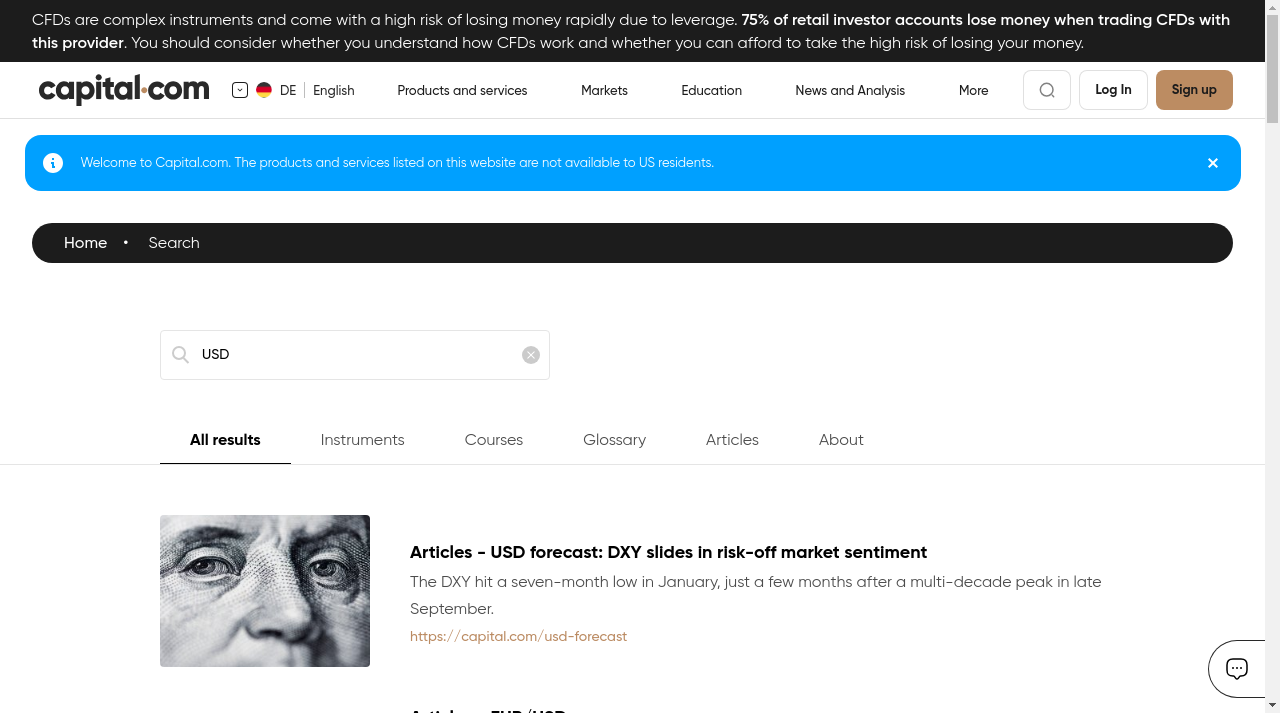 CFDs are complex instruments and come with a high risk of losing money rapidly due to leverage. 75% of retail investor accounts lose money when trading CFDs with
this provider. You should consider whether you understand how CFDs work and whether you can afford to take the high risk of losing your money.
capital.com DE English Products and services Markets Education News and Analysis More Log In Sign up
Welcome to Capital.com. The products and services listed on this website are not available to US residents.
Home • Search
USD
All results Instruments Courses Glossary Articles About
Articles - USD forecast: DXY slides in risk-off market sentiment
The DXY hit a seven-month low in January, just a few months after a multi-decade peak in late
September.
https://capital.com/usd-forecast